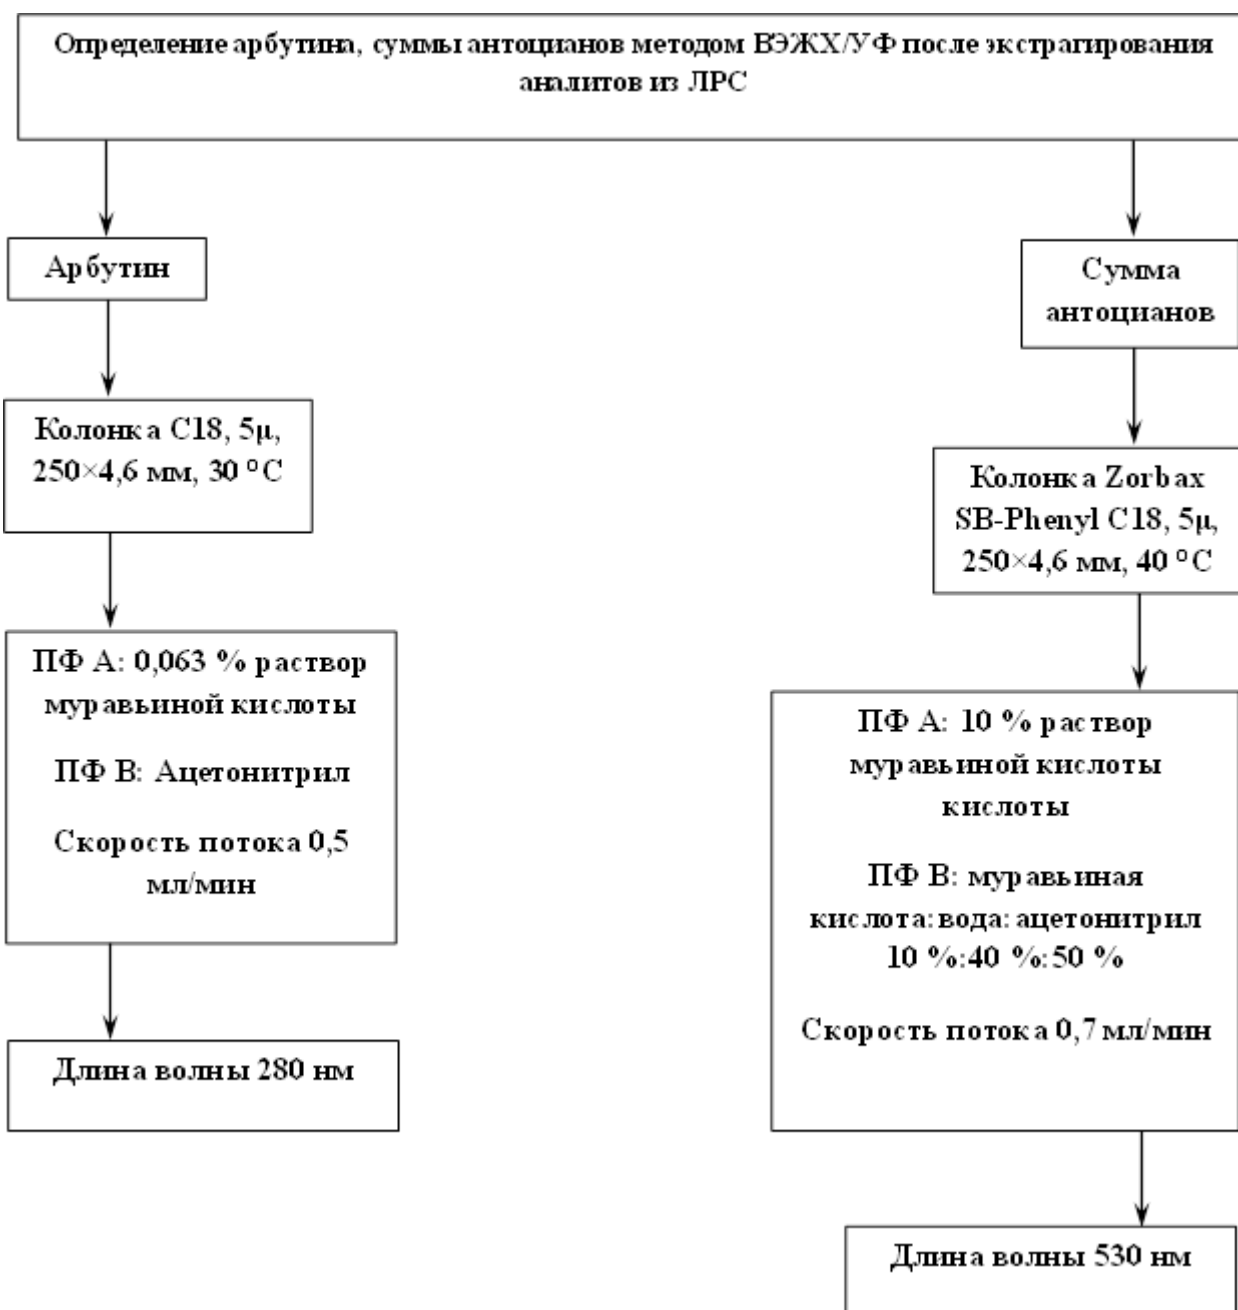 Определение арбутина, суммы антоцианов методом ВЭЖХ/УФ после экстрагирования
аналитов из ЛРС
Арбутин
Колонка С18, 5μ,
250×4,6 мм, 30 °С
ПФ А: 0,063 % раствор
муравьиной кислоты
ПФ В: Ацетонитрил
Скорость потока 0,5
мл/мин
Длина волны 280 нм
Сумма
антоцианов
Колонка Zorbax
SB-Phenyl C18, 5μ,
250×4,6 мм, 40 °С
ПФ А: 10 % раствор
муравьиной кислоты
кислоты
ПФ В: муравьиная
кислота:вода:ацетонитрил
10 %:40 %:50 %
Скорость потока 0,7 мл/мин
Длина волны 530 нм